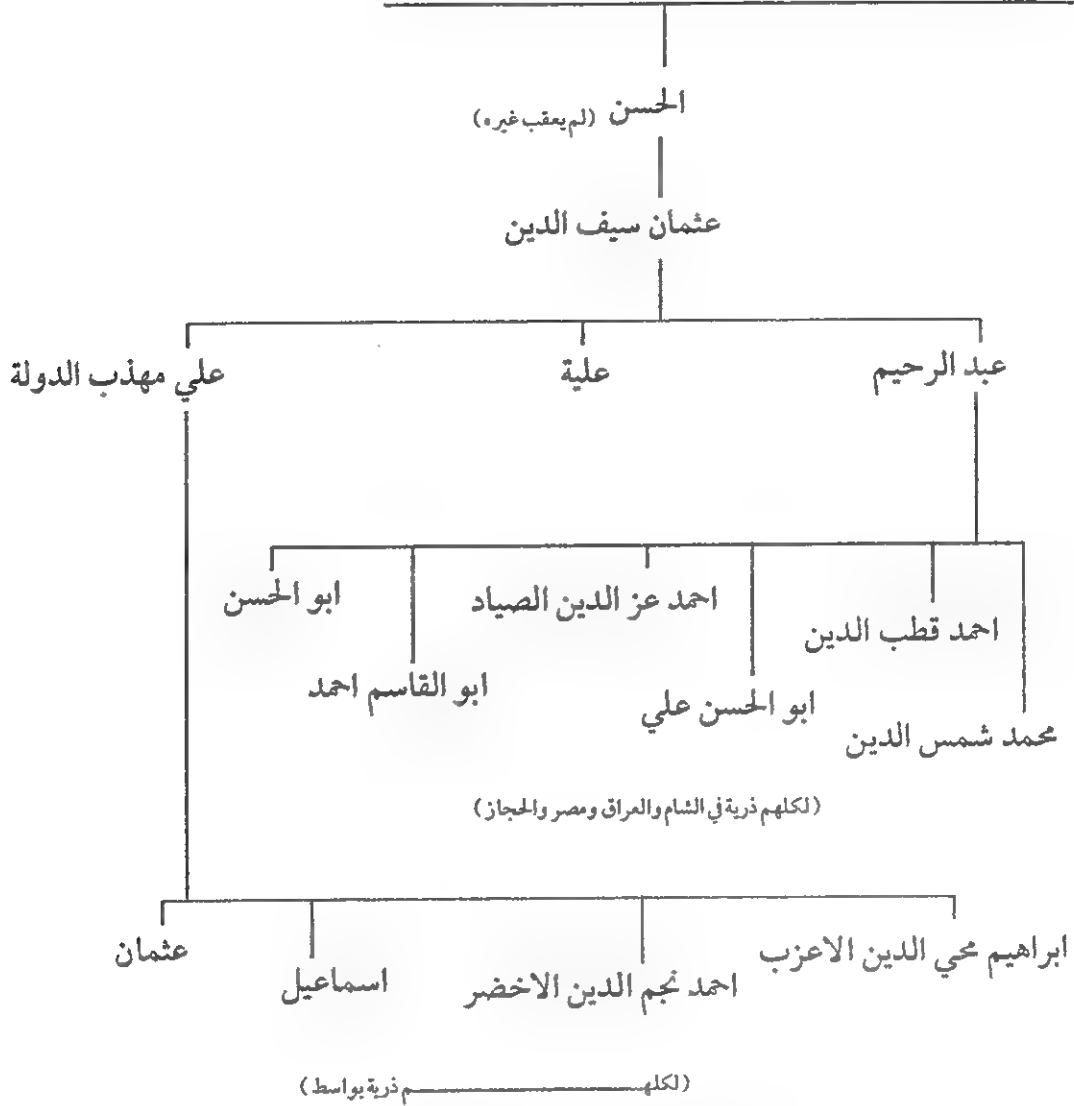 الحسن (لم يعقب غيره)
عثمان سيف الدين
عبد الرحيم علية علي مهذب الدولة
احمد عز الدين الصياد ابو الحسن
احمد قطب الدين
ابو القاسم احمد
ابو الحسن علي
محمد شمس الدين
(لكلهم ذرية في الشام والعراق ومصر والحجاز)
ابراهيم محي الدين الاعزب عثمان
احمد نجم الدين الاخضر اسماعيل
(لكلهـــــــم ذرية بواسط)